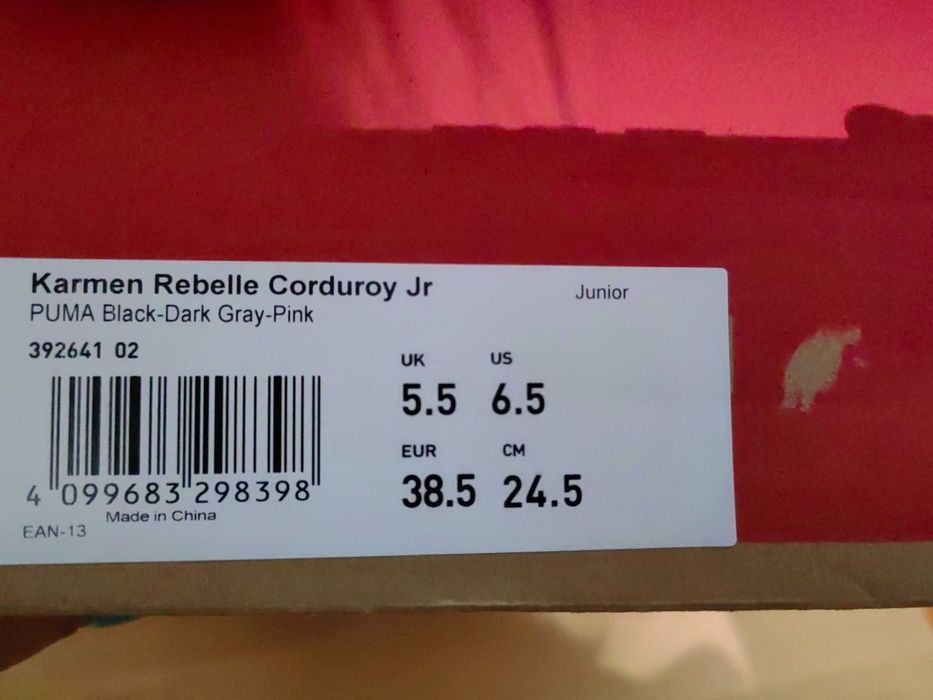 Karmen Rebelle Corduroy Jr
Junior
PUMA Black-Dark Gray-Pink
392641 02
UK US
5.5 6.5
EUR CM
38.5 24.5
4 099683 298398
Made in China
EAN-13